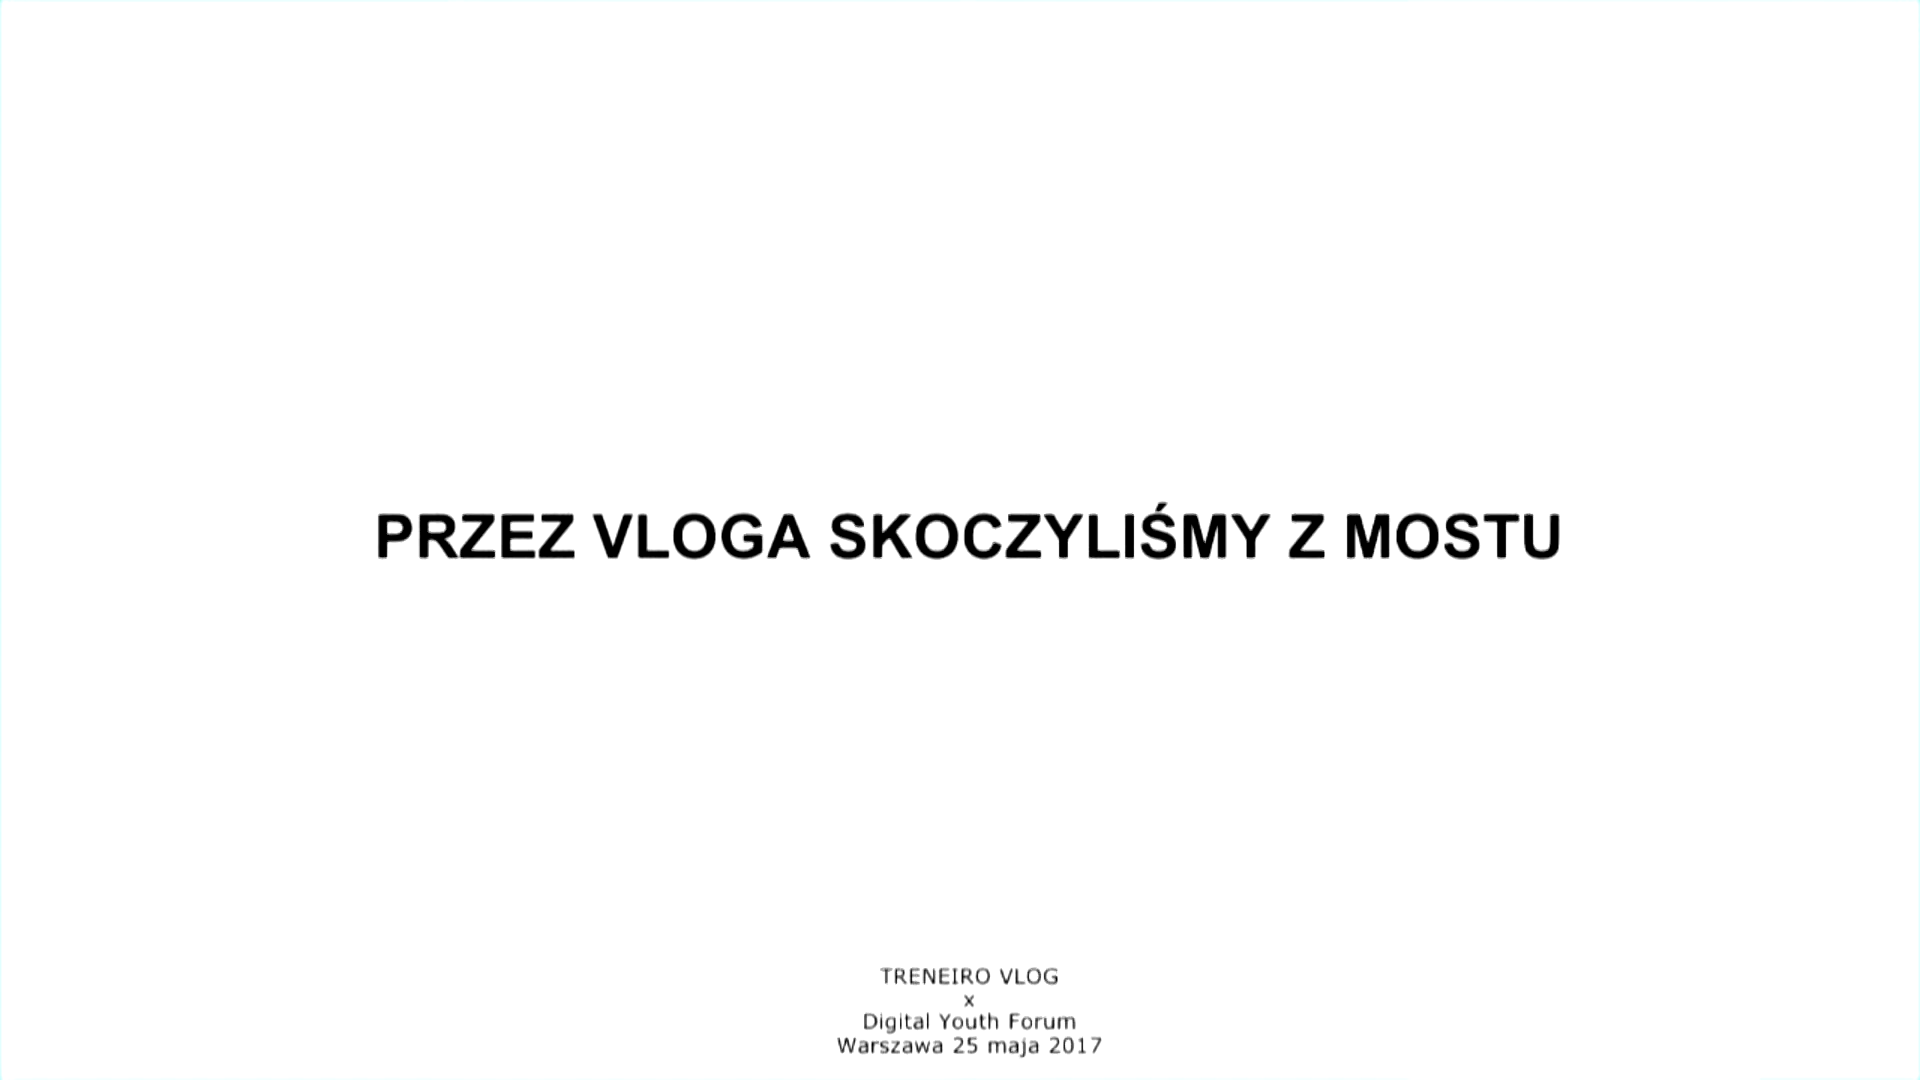 PRZEZ VLOGA SKOCZYLIŚMY Z MOSTU
TRENEIRO VLOG
x
Digital Youth Forum
Warszawa 25 maja 2017